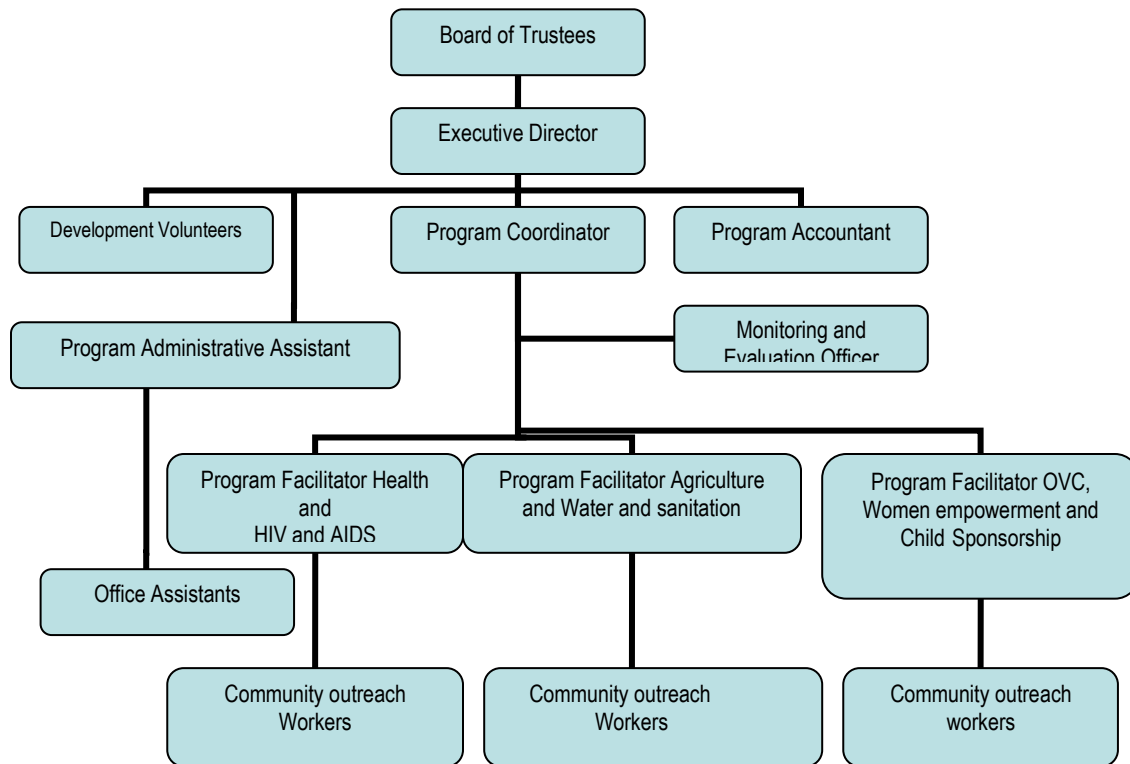 Board of Trustees
Executive Director
Development Volunteers
Program Coordinator
Program Accountant
Program Administrative Assistant
Monitoring and
Evaluation Officer
Program Facilitator Health
and
HIV and AIDS
Program Facilitator Agriculture
and Water and sanitation
Program Facilitator OVC,
Women empowerment and
Child Sponsorship
Office Assistants
Community outreach
Workers
Community outreach
Workers
Community outreach
workers